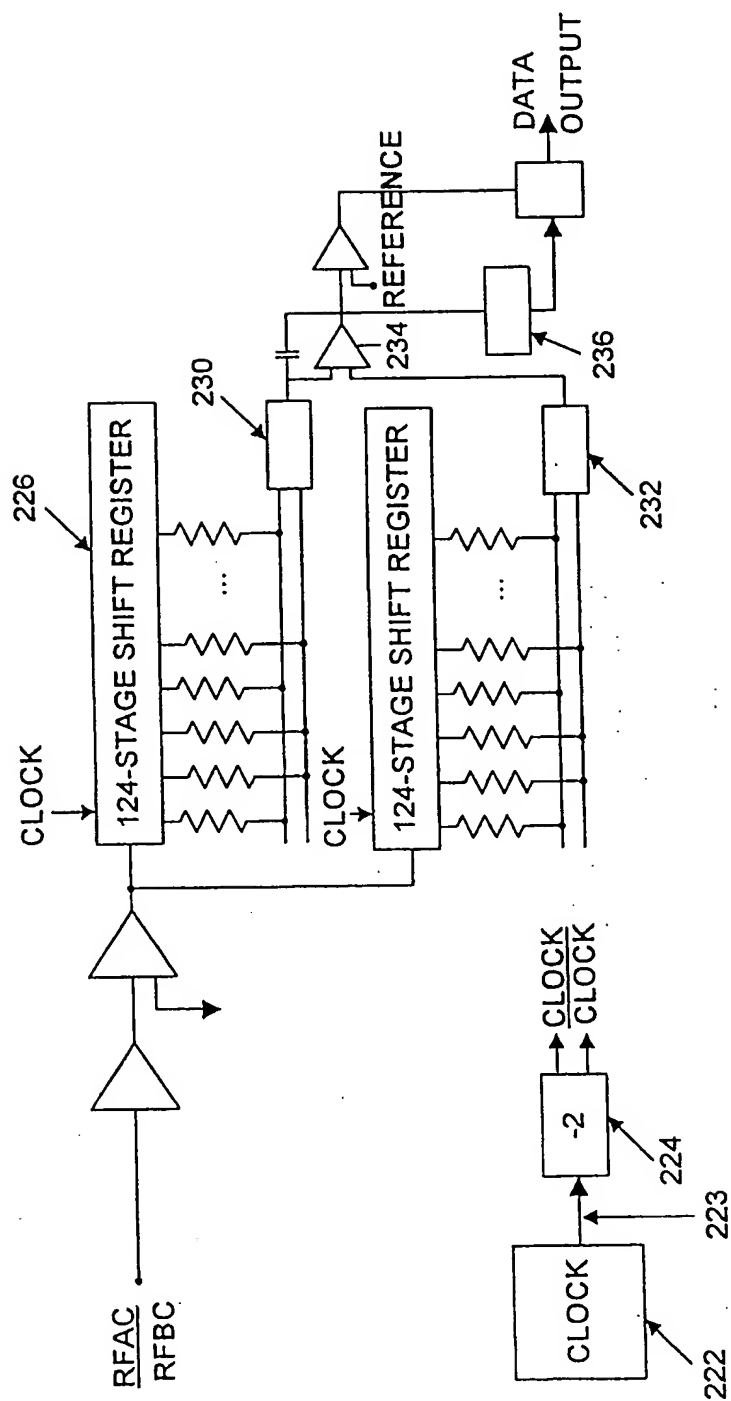 RFAC
RFBC
CLOCK
226
124-STAGE SHIFT REGISTER
...
230
CLOCK
124-STAGE SHIFT REGISTER
...
232
234
REFERENCE
236
DATA
OUTPUT
CLOCK
222
223
-2
224
CLOCK
CLOCK